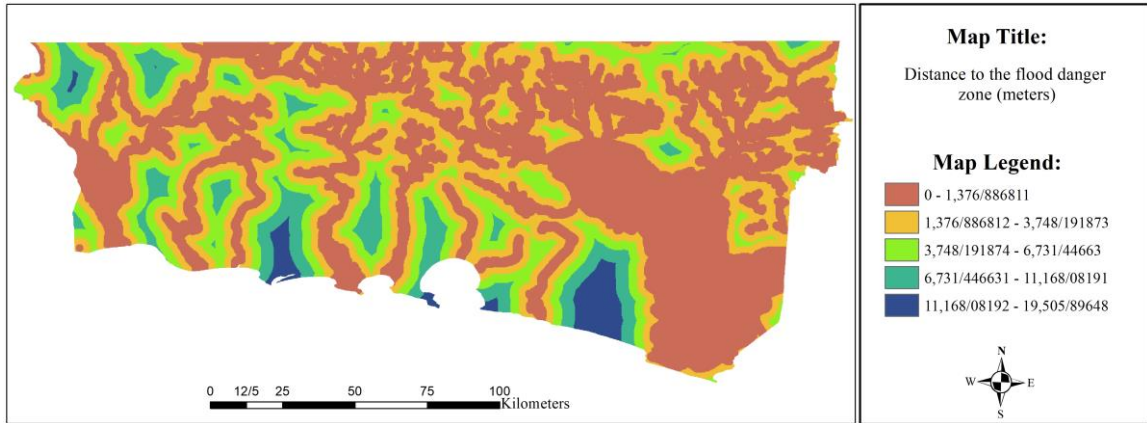 Map Title:
Distance to the flood danger
zone (meters)
Map Legend:
0 - 1,376/886811
1,376/886812 - 3,748/191873
3,748/191874 - 6,731/44663
6,731/446631 - 11,168/08191
11,168/08192 - 19,505/89648
N
W E
S
0 12/5 25 50 75 100
Kilometers